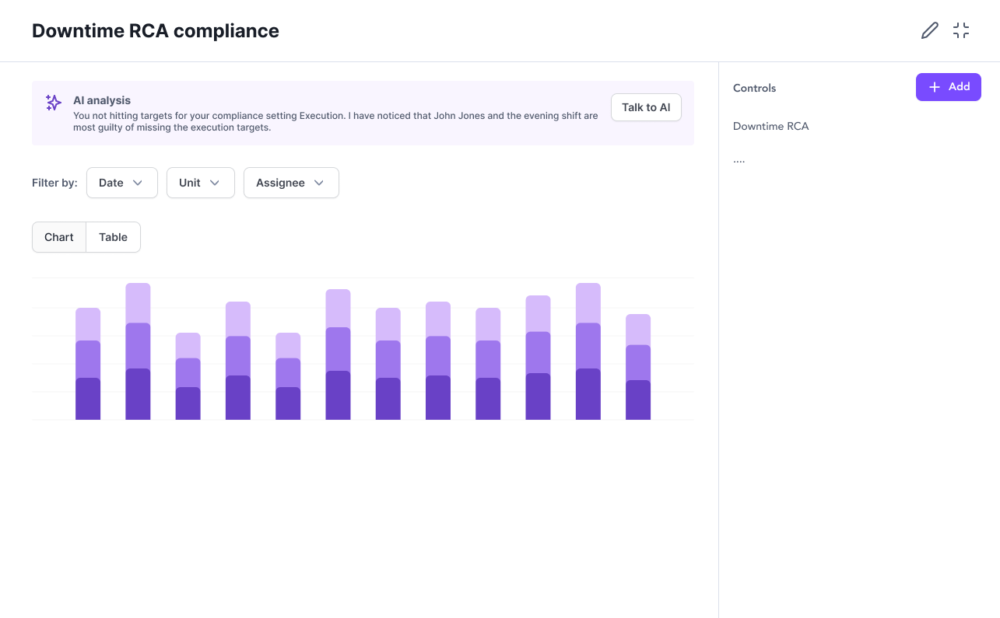 Downtime RCA compliance
AI analysis
You not hitting targets for your compliance setting Execution. I have noticed that John Jones and the evening shift are
most guilty of missing the execution targets.
Talk to AI
Filter by:
Date
Unit
Assignee
Chart
Table
Controls
Add
Downtime RCA
....